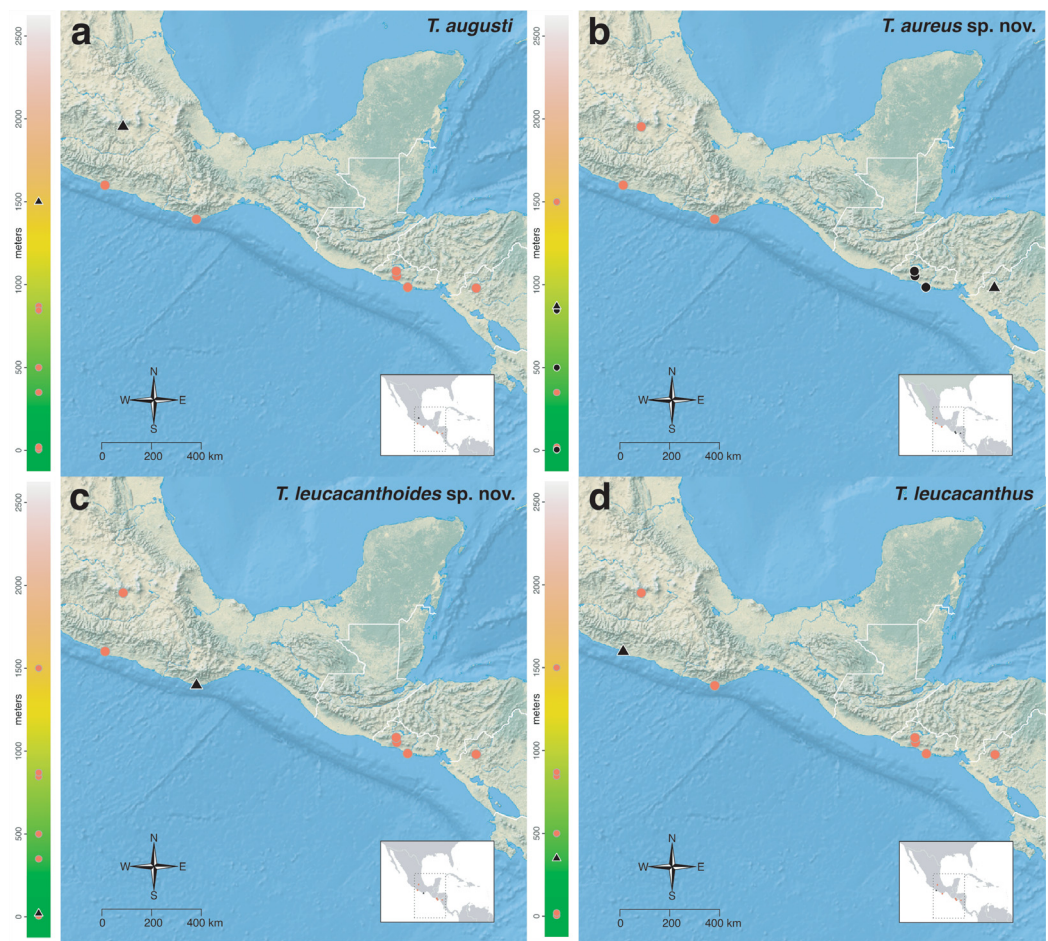 a
T. augusti
2500
2000
1500
meters
1000
500
0
N
W E
S
0 200 400 km
b
T. aureus sp. nov.
2500
2000
1500
meters
1000
500
0
N
W E
S
0 200 400 km
c
T. leucacanthoides sp. nov.
2500
2000
1500
meters
1000
500
0
N
W E
S
0 200 400 km
d
T. leucacanthus
2500
2000
1500
meters
1000
500
0
N
W E
S
0 200 400 km